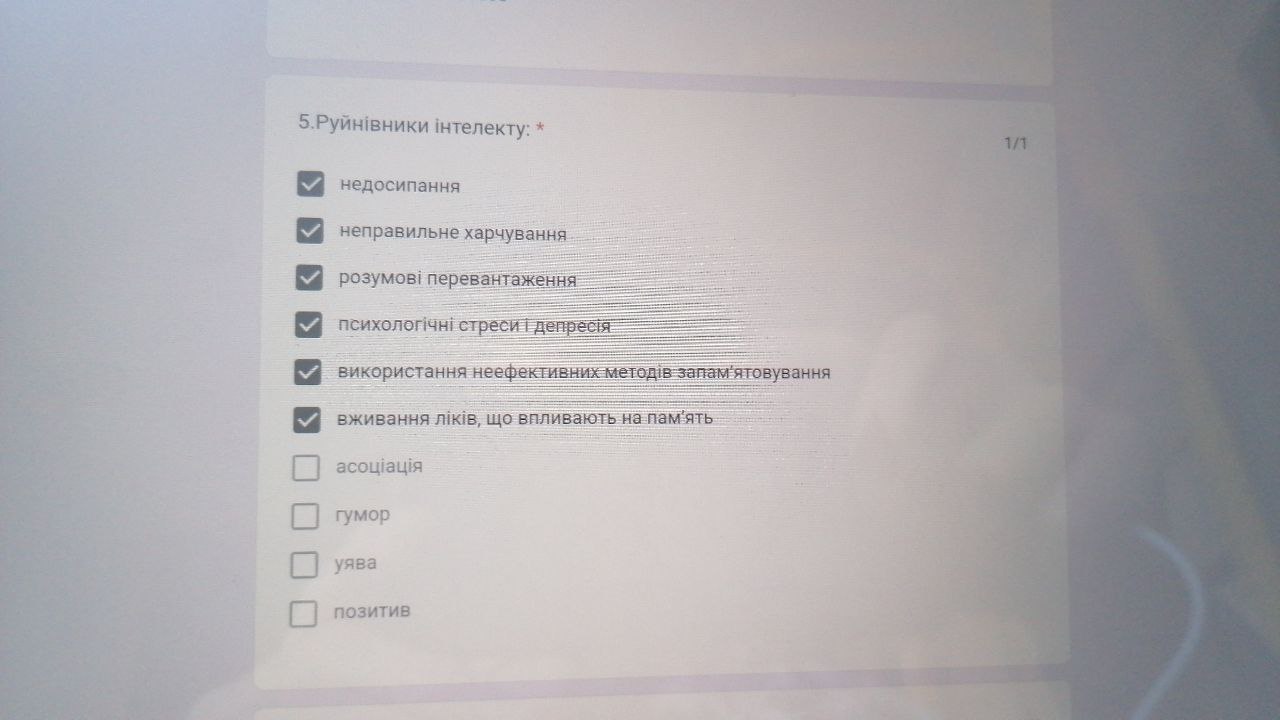 5.Руйнівники інтелекту: *
1/1
недосипання
неправильне харчування
розумові перевантаження
психологічні стреси і депресія
використання неефективних методів запам'ятовування
вживання ліків, що впливають на пам'ять
асоціація
гумор
уява
позитив